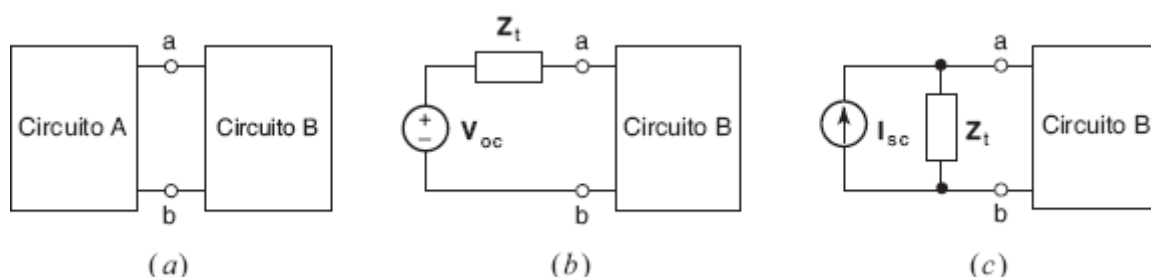 a
Circuito A
Circuito B
b
(a)
Z t
a
+
−
V oc
Circuito B
b
(b)
a
I sc
Z t
Circuito B
b
(c)